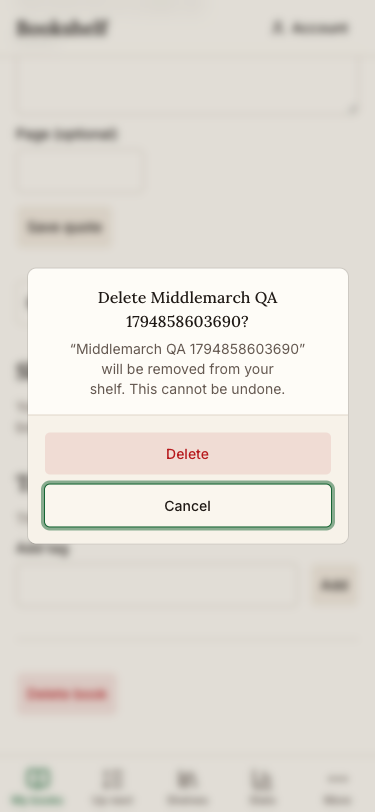 Bookshelf
Account
Page (optional)
Save quote
Delete Middlemarch QA
1794858603690?
“Middlemarch QA 1794858603690”
will be removed from your
shelf. This cannot be undone.
Delete
Cancel
Add tag
Add
Delete book
More